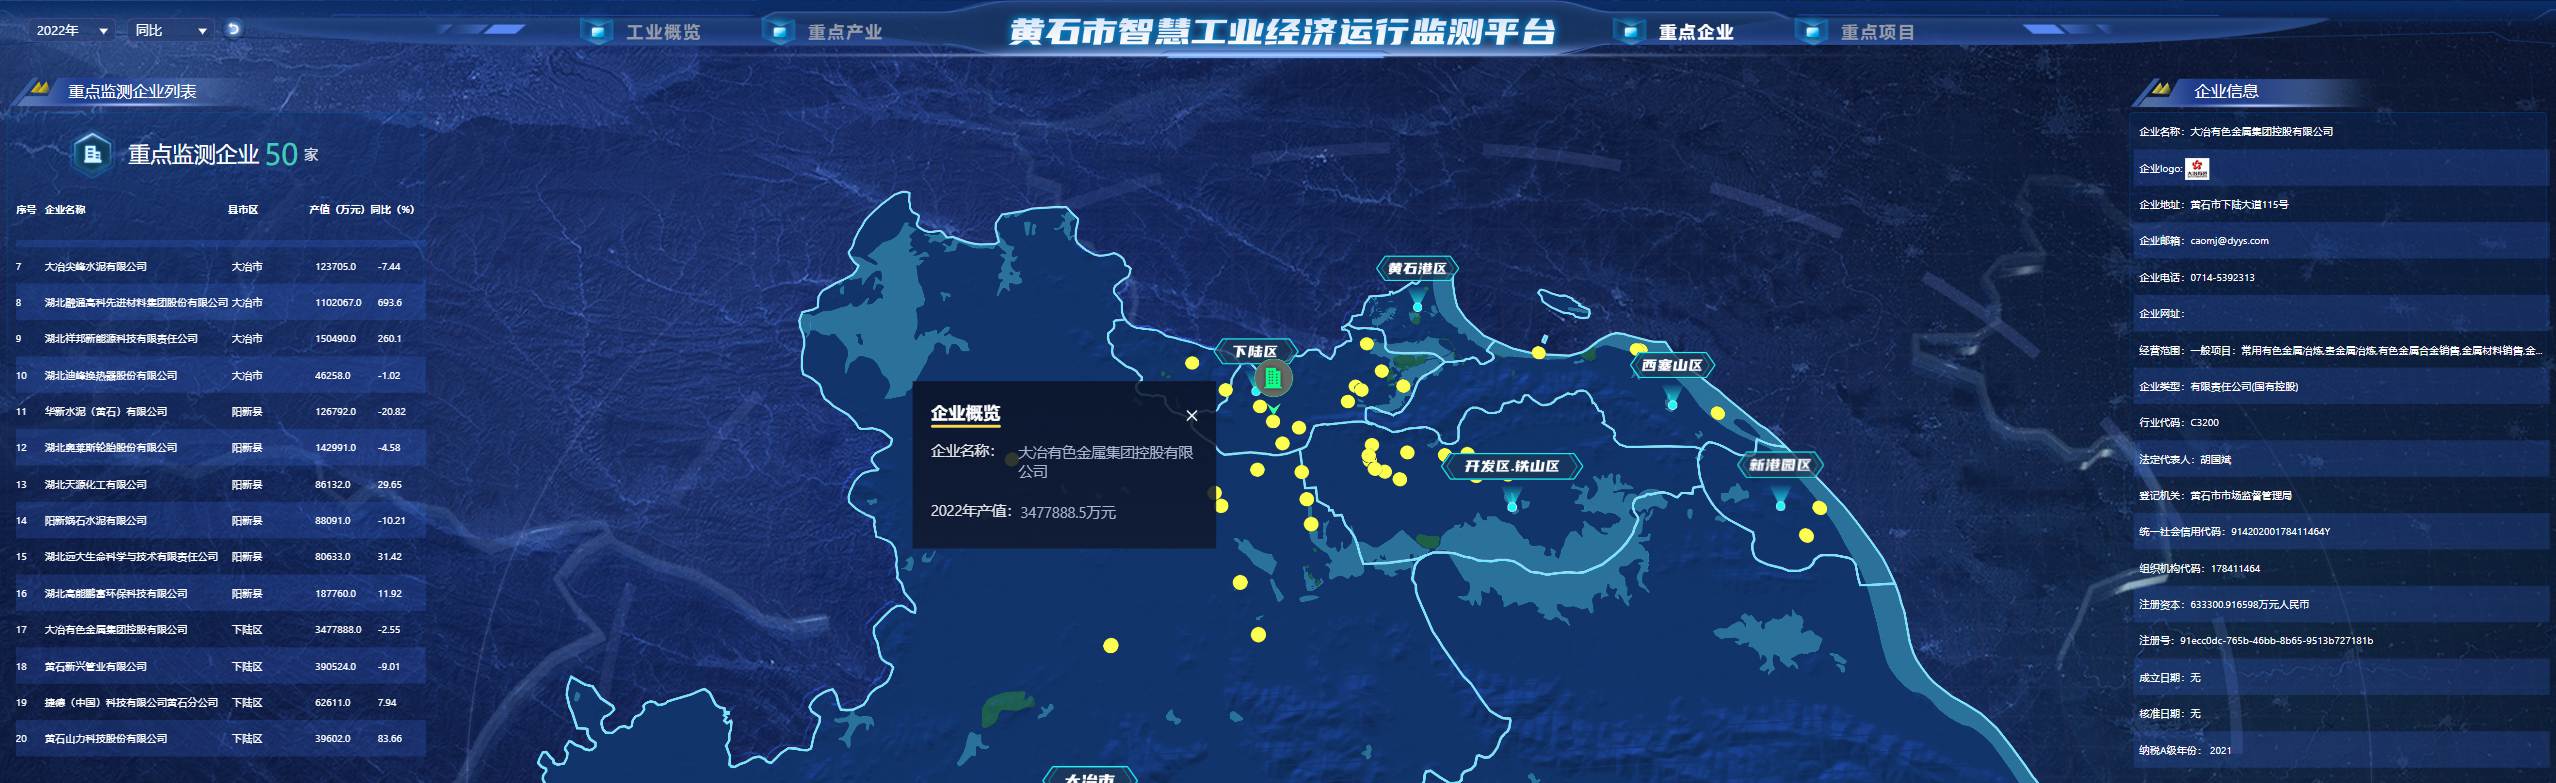 2022年
同比
工业概览
重点产业
黄石市智慧工业经济运行监测平台
重点企业
重点项目
重点监测企业列表
重点监测企业 50 家
序号 企业名称 县市区 产值（万元） 同比（%）
7 大冶尖峰水泥有限公司 大冶市 123705.0 -7.44
8 湖北融通高科先进材料集团股份有限公司 大冶市 1102067.0 693.6
9 湖北祥邦新能源科技有限责任公司 大冶市 150490.0 260.1
10 湖北迪峰换热器股份有限公司 大冶市 46258.0 -1.02
11 华新水泥（黄石）有限公司 阳新县 126792.0 -20.82
12 湖北奥莱斯轮胎股份有限公司 阳新县 142991.0 -4.58
13 湖北天源化工有限公司 阳新县 86132.0 29.65
14 阳新娲石水泥有限公司 阳新县 88091.0 -10.21
15 湖北远大生命科学与技术有限责任公司 阳新县 80633.0 31.42
16 湖北高能鹏富环保科技有限公司 阳新县 187760.0 11.92
17 大冶有色金属集团控股有限公司 下陆区 3477888.0 -2.55
18 黄石新兴管业有限公司 下陆区 390524.0 -9.01
19 捷德（中国）科技有限公司黄石分公司 下陆区 62611.0 7.94
20 黄石山力科技股份有限公司 下陆区 39602.0 83.66
黄石港区
下陆区
西塞山区
开发区.铁山区
新港园区
大冶市
企业概览
企业名称： 大冶有色金属集团控股有限
公司
2022年产值： 3477888.5万元
企业信息
企业名称： 大冶有色金属集团控股有限公司
企业logo:
企业地址： 黄石市下陆大道115号
企业邮箱： caomj@dyys.com
企业电话： 0714-5392313
企业网址：
经营范围： 一般项目：常用有色金属冶炼,贵金属冶炼,有色金属合金销售,金属材料销售,金...
企业类型： 有限责任公司(国有控股)
行业代码： C3200
法定代表人： 胡国斌
登记机关： 黄石市市场监督管理局
统一社会信用代码： 91420200178411464Y
组织机构代码： 178411464
注册资本： 633300.916598万元人民币
注册号： 91ecc0dc-765b-46bb-8b65-9513b727181b
成立日期： 无
核准日期： 无
纳税A级年份： 2021